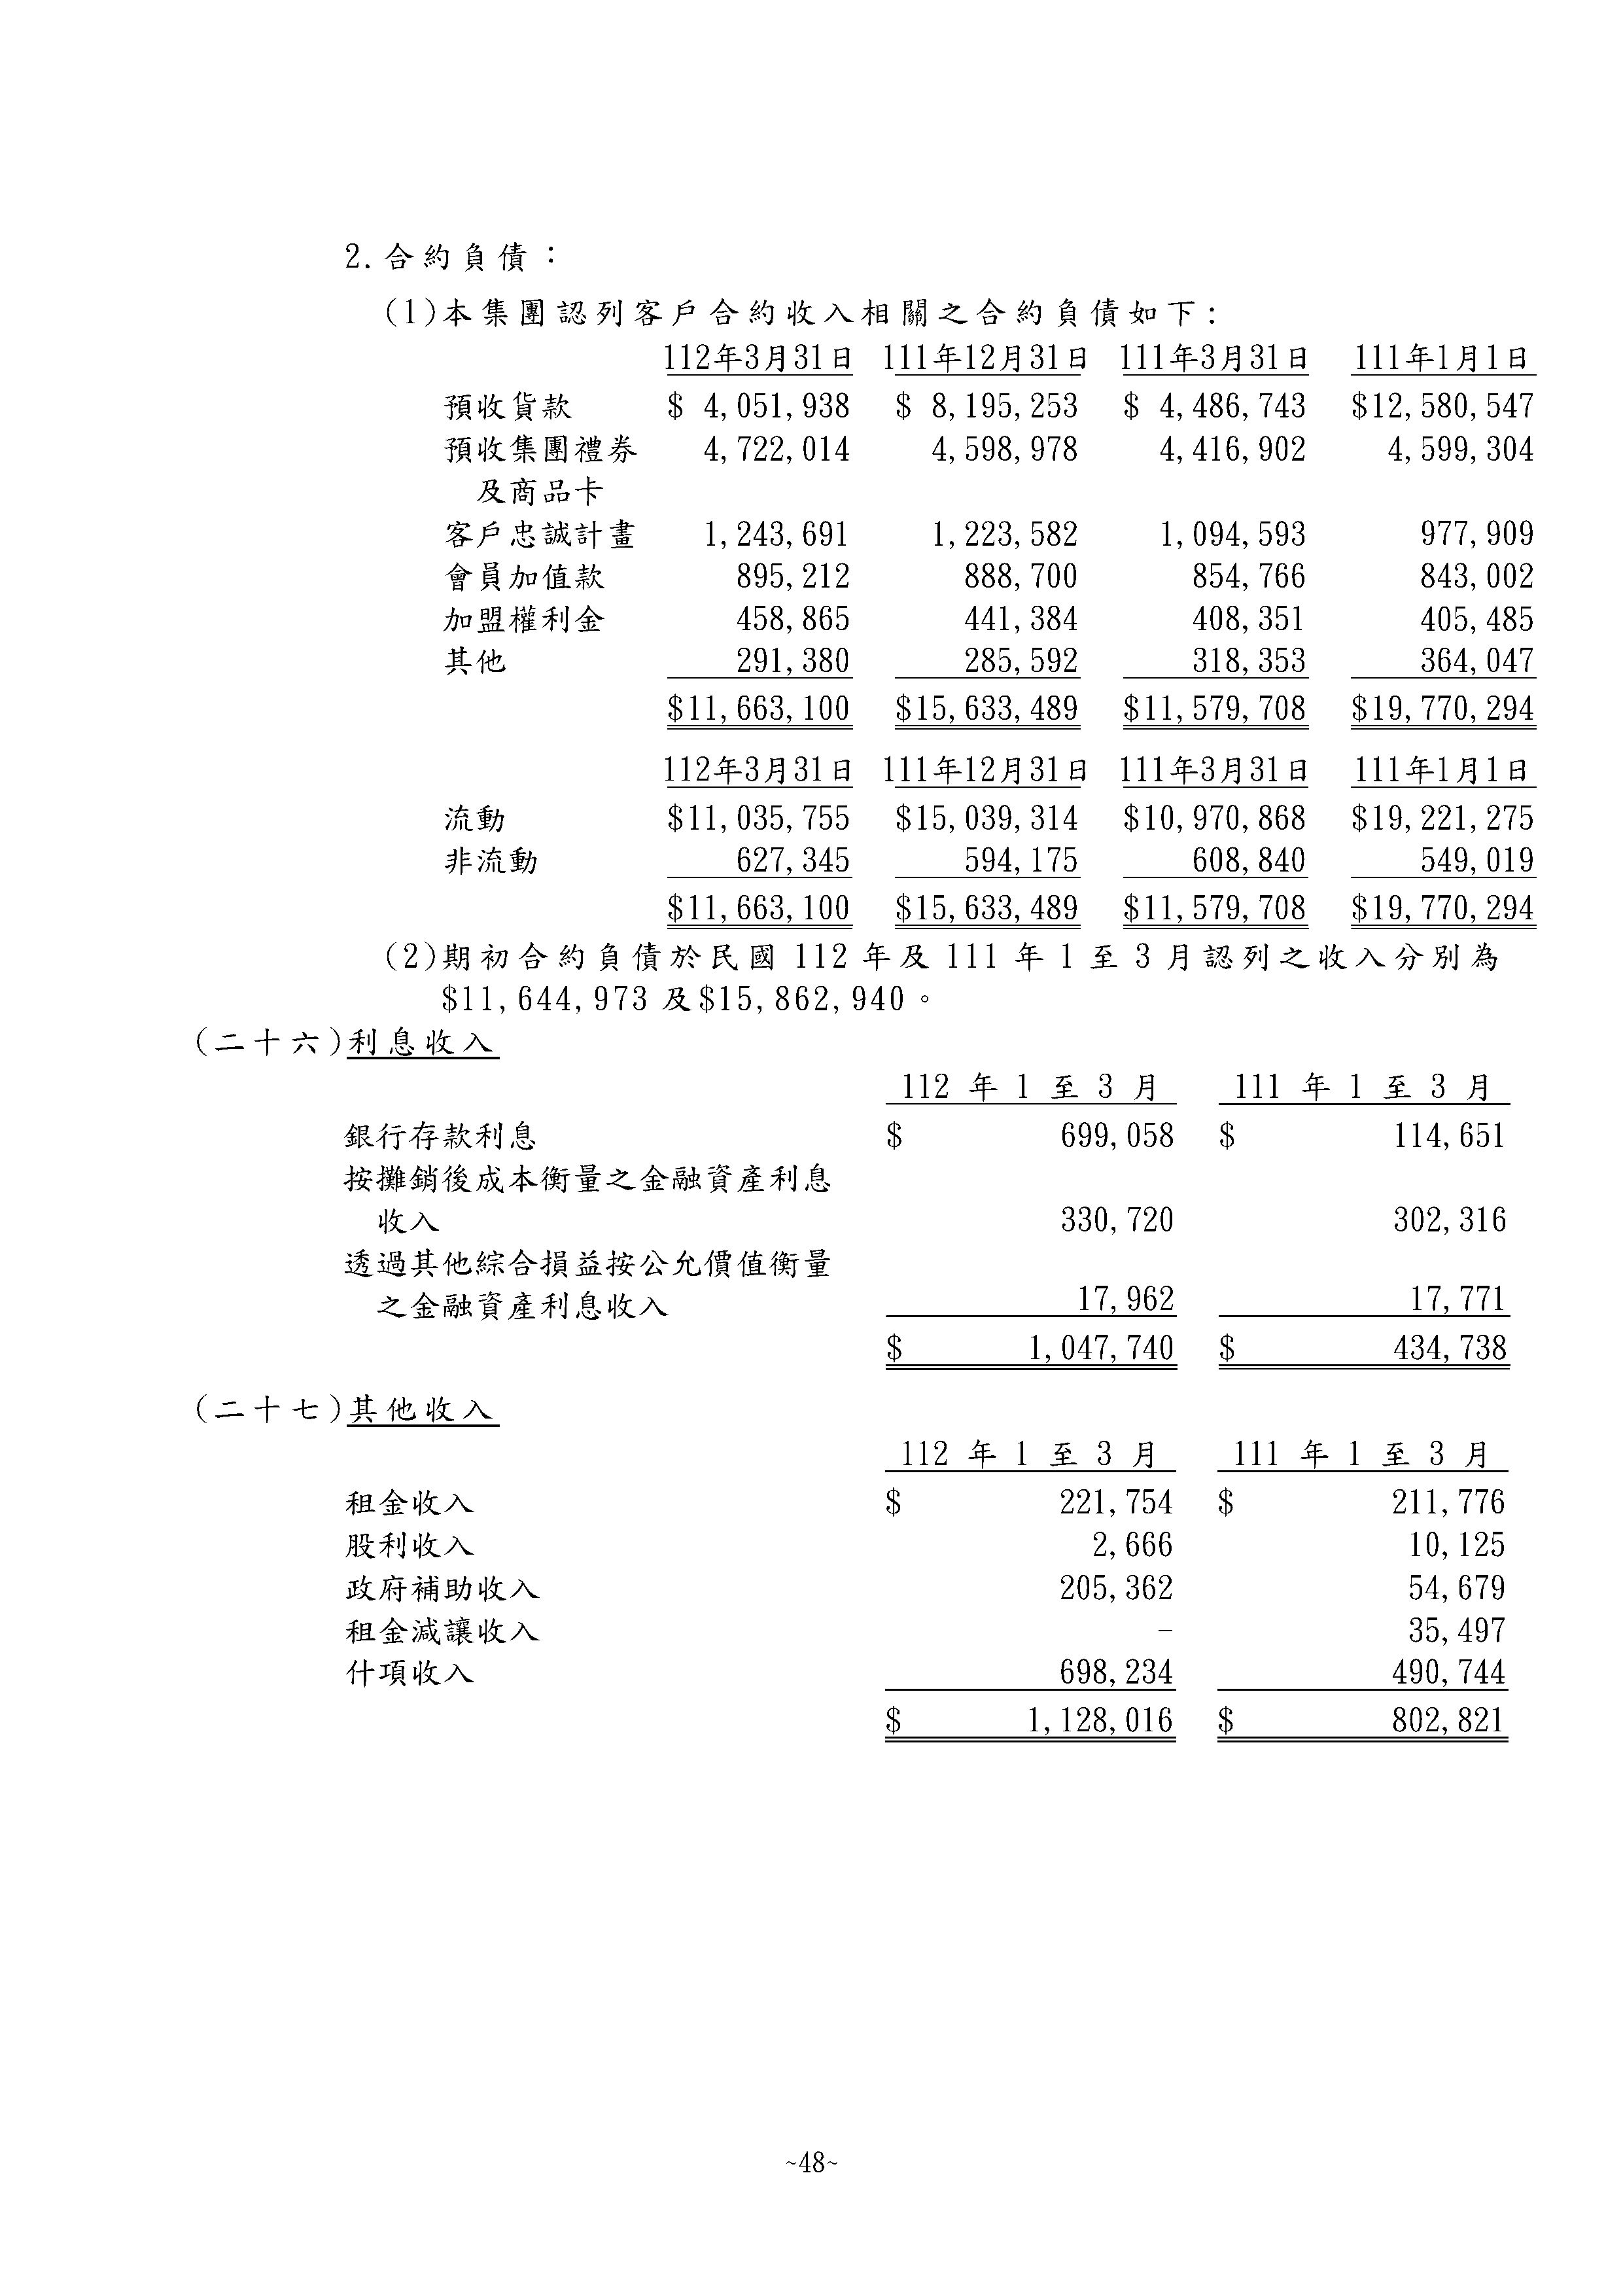 2.合約負債：
(1)本集團認列客戶合約收入相關之合約負債如下:
112年3月31日 111年12月31日 111年3月31日 111年1月1日
預收貨款 $ 4,051,938 $ 8,195,253 $ 4,486,743 $12,580,547
預收集團禮券 4,722,014 4,598,978 4,416,902 4,599,304
及商品卡
客戶忠誠計畫 1,243,691 1,223,582 1,094,593 977,909
會員加值款 895,212 888,700 854,766 843,002
加盟權利金 458,865 441,384 408,351 405,485
其他 291,380 285,592 318,353 364,047
$11,663,100 $15,633,489 $11,579,708 $19,770,294
112年3月31日 111年12月31日 111年3月31日 111年1月1日
流動 $11,035,755 $15,039,314 $10,970,868 $19,221,275
非流動 627,345 594,175 608,840 549,019
$11,663,100 $15,633,489 $11,579,708 $19,770,294
(2)期初合約負債於民國 112 年及 111 年 1 至 3 月認列之收入分別為
$11,644,973 及$15,862,940。
(二十六)利息收入
112 年 1 至 3 月 111 年 1 至 3 月
銀行存款利息 $ 699,058 $ 114,651
按攤銷後成本衡量之金融資產利息
收入 330,720 302,316
透過其他綜合損益按公允價值衡量
之金融資產利息收入 17,962 17,771
$ 1,047,740 $ 434,738
(二十七)其他收入
112 年 1 至 3 月 111 年 1 至 3 月
租金收入 $ 221,754 $ 211,776
股利收入 2,666 10,125
政府補助收入 205,362 54,679
租金減讓收入 - 35,497
什項收入 698,234 490,744
$ 1,128,016 $ 802,821
~48~